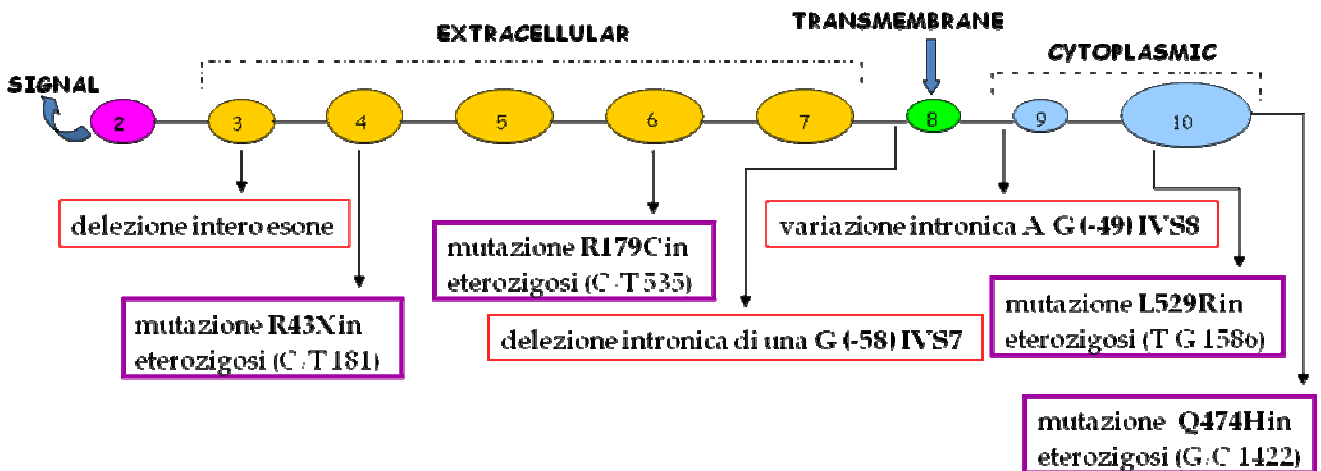 TRANSMEMBRANE
EXTRACELLULAR
CYTOPLASMIC
SIGNAL
2
3
4
5
6
7
8
9
10
delezione intero esone
variazione intronica A G (-49) IVS8
mutazione R179C in
eterozigosi (C/T 535)
mutazione R43X in
eterozigosi (C/T 181)
delezione intronica di una G (-58) IVS7
mutazione L529R in
eterozigosi (T G 1586)
mutazione Q474H in
eterozigosi (G/C 1422)